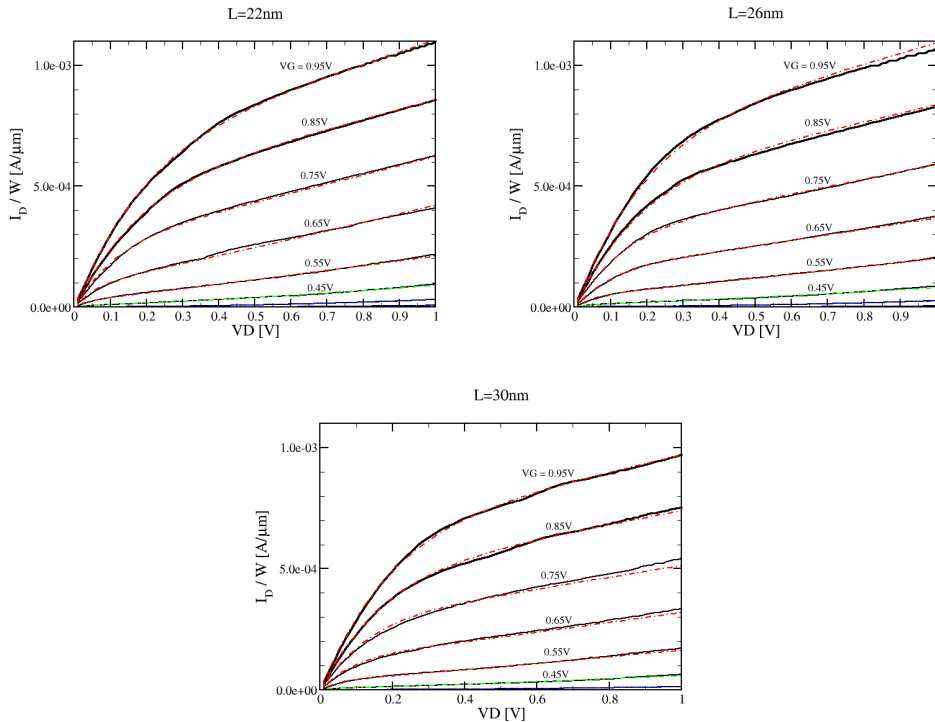 L=22nm
L=26nm
1.0e-03
5.0e-04
0.0e+00
I_D / W [A/μm]
VG = 0.95V
0.85V
0.75V
0.65V
0.55V
0.45V
0 0.1 0.2 0.3 0.4 0.5 0.6 0.7 0.8 0.9 1
VD [V]
1.0e-03
5.0e-04
0.0e+00
I_D / W [A/μm]
VG = 0.95V
0.85V
0.75V
0.65V
0.55V
0.45V
0 0.1 0.2 0.3 0.4 0.5 0.6 0.7 0.8 0.9
VD [V]
L=30nm
1.0e-03
5.0e-04
0.0e+00
I_D / W [A/μm]
VG = 0.95V
0.85V
0.75V
0.65V
0.55V
0.45V
0 0.2 0.4 0.6 0.8 1
VD [V]